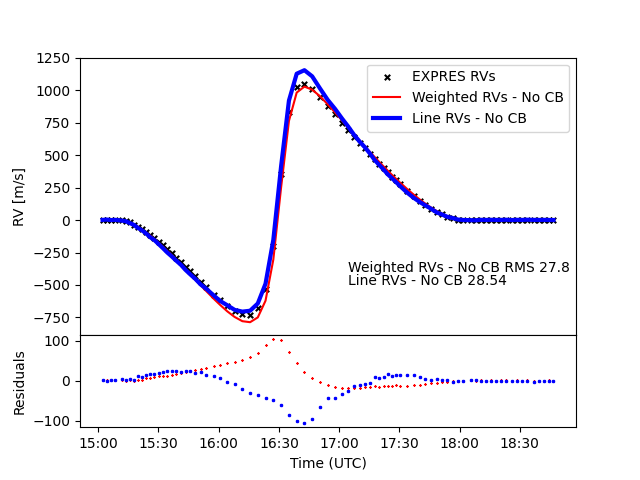 1250
1000
750
500
250
0
−250
−500
−750
RV [m/s]
EXPRES RVs
Weighted RVs - No CB
Line RVs - No CB
Weighted RVs - No CB RMS 27.8
Line RVs - No CB 28.54
100
0
−100
Residuals
15:00 15:30 16:00 16:30 17:00 17:30 18:00 18:30
Time (UTC)